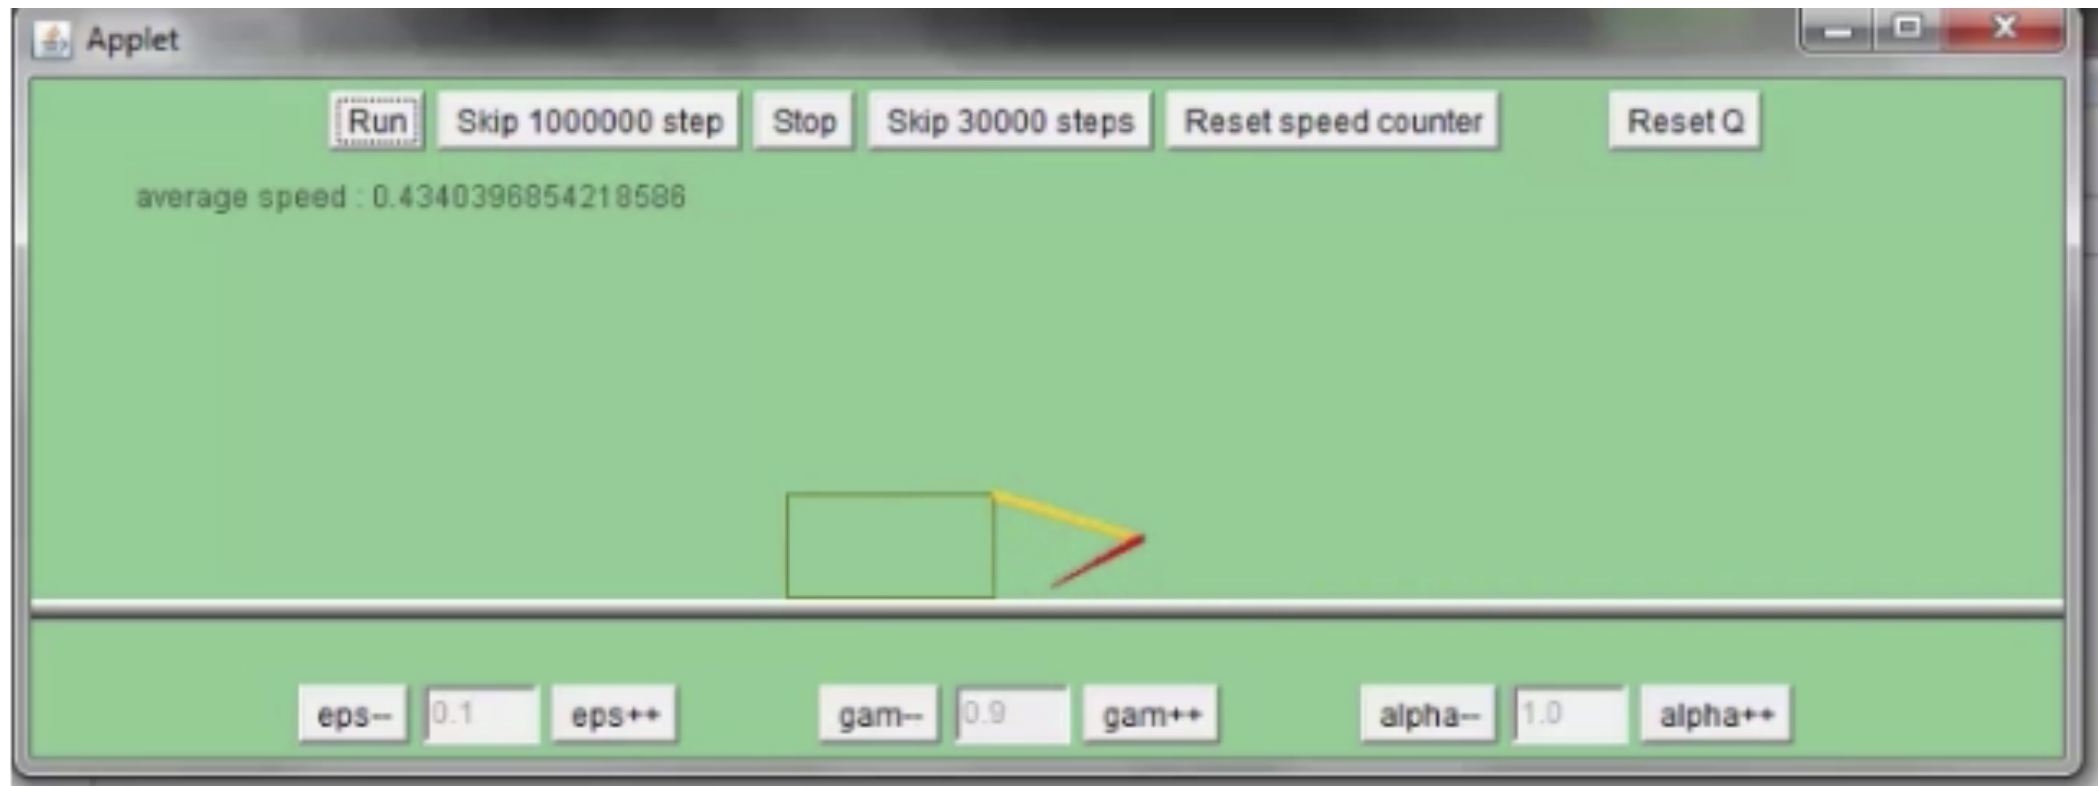 Applet
Run Skip 1000000 step Stop Skip 30000 steps Reset speed counter Reset Q
average speed : 0.4340396854218586
eps-- 0.1 eps++ gam-- 0.9 gam++ alpha-- 1.0 alpha++